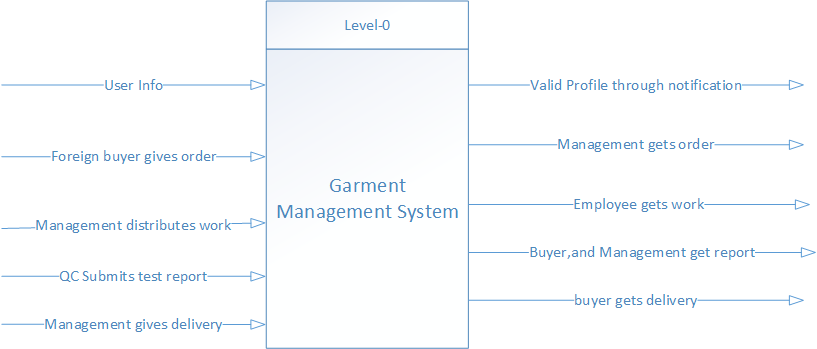 Level-0
User Info
Valid Profile through notification
Foreign buyer gives order
Management gets order
Garment
Management System
Management distributes work
Employee gets work
QC Submits test report
Buyer,and Management get report
Management gives delivery
buyer gets delivery